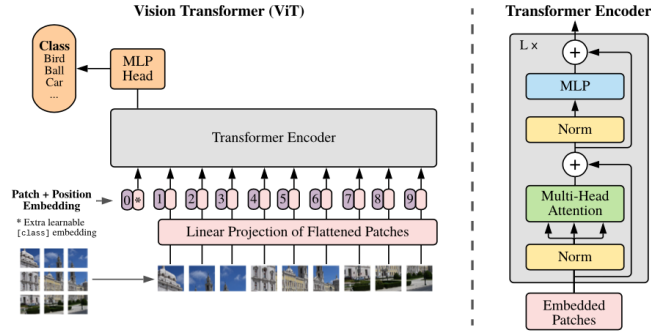 Vision Transformer (ViT)
Class
Bird
Ball
Car
...
MLP
Head
Transformer Encoder
Patch + Position
Embedding
* Extra learnable
[class] embedding
0 * 1 2 3 4 5 6 7 8 9
Linear Projection of Flattened Patches
Transformer Encoder
L ×
+
MLP
Norm
+
Multi-Head
Attention
Norm
Embedded
Patches